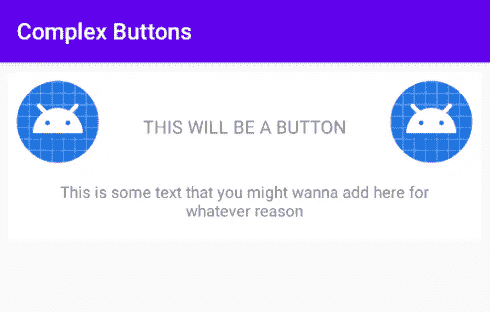 Complex Buttons
THIS WILL BE A BUTTON
This is some text that you might wanna add here for
whatever reason